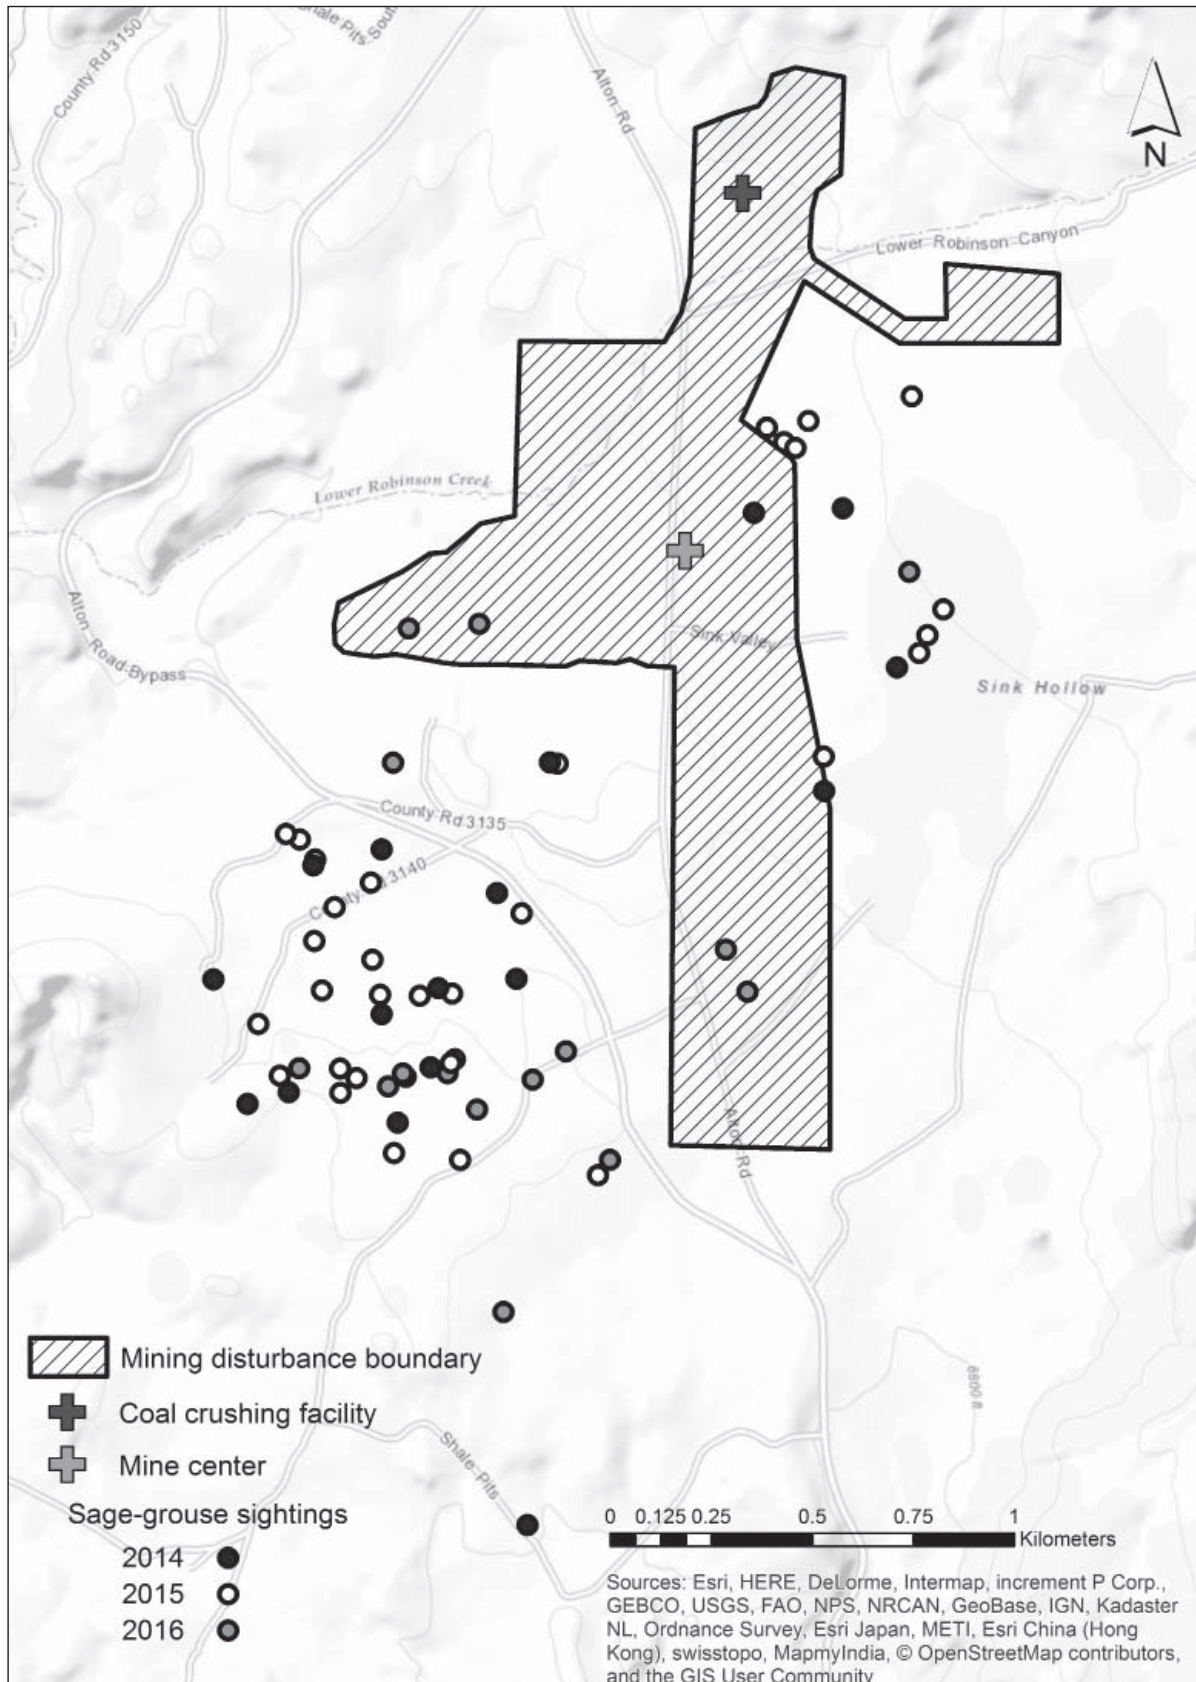 Shale Pits South
County Rd 3150
Alton Rd
N
Lower Robinson Canyon
Lower Robinson Creek
Sink Valley
Alton Road Bypass
Sink Hollow
County Rd 3135
County Rd 3140
Alton Rd
Mining disturbance boundary
6800 ft
Coal crushing facility
Mine center
Shale Pits
Sage-grouse sightings
2014
2015
2016
0 0.125 0.25 0.5 0.75 1
Kilometers
Sources: Esri, HERE, DeLorme, Intermap, increment P Corp.,
GEBCO, USGS, FAO, NPS, NRCAN, GeoBase, IGN, Kadaster
NL, Ordnance Survey, Esri Japan, METI, Esri China (Hong
Kong), swisstopo, MapmyIndia, © OpenStreetMap contributors,
and the GIS User Community